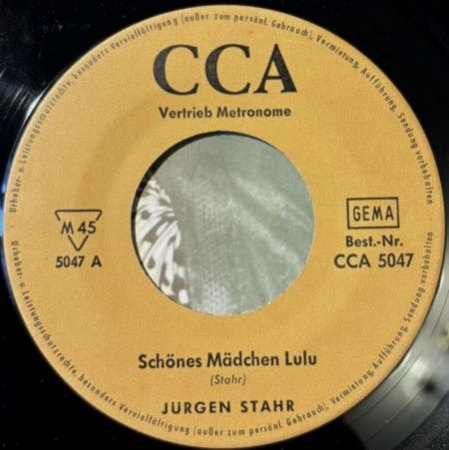 Urheber- u. Leistungsschutzrechte, besonders Vervielfältigung (außer zum persönl. Gebrauch), Vermietung, Aufführung, Sendung vorbehalten
CCA
Vertrieb Metronome
M 45
5047 A
GEMA
Best.-Nr.
CCA 5047
Schönes Mädchen Lulu
(Stahr)
JÜRGEN STAHR
Urheber- u. Leistungsschutzrechte, besonders Vervielfältigung (außer zum persönl. Gebrauch), Vermietung, Aufführung, Sendung vorbehalten